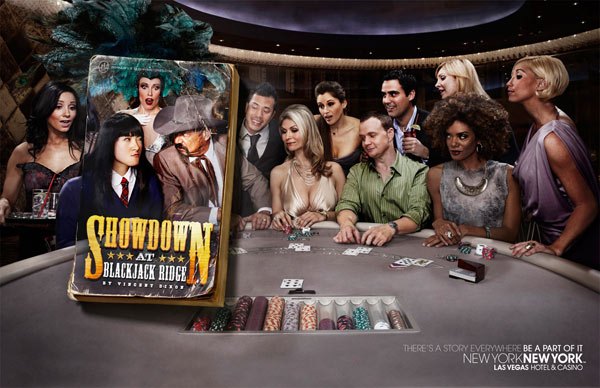 SHOWDOWN
AT
BLACKJACK RIDGE
BY VINCENT DIXON
THERE'S A STORY EVERYWHERE BE A PART OF IT
NEW YORK NEW YORK
LAS VEGAS HOTEL & CASINO